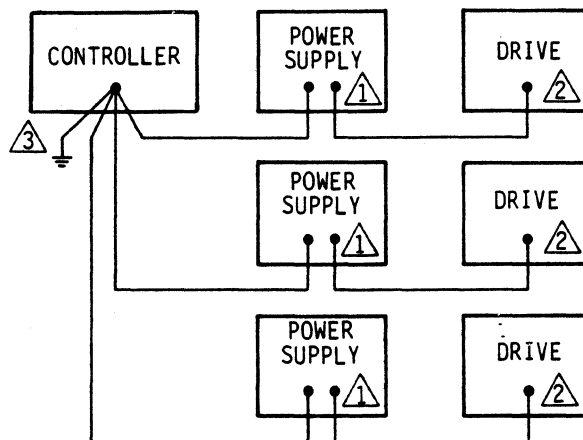 CONTROLLER
POWER
SUPPLY
1
DRIVE
2
3
POWER
SUPPLY
1
DRIVE
2
POWER
SUPPLY
1
DRIVE
2